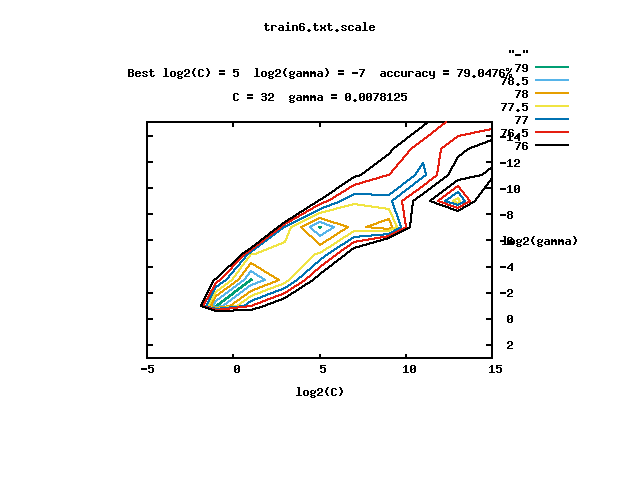 train6.txt.scale
"-"
Best log2(C) = 5  log2(gamma) = -7  accuracy = 79.0476%
79
78.5
78
C = 32  gamma = 0.0078125
77.5
77
76.5
76
-14
-12
-10
-8
-6
log2(gamma)
-4
-2
0
2
-5 0 5 10 15
log2(C)